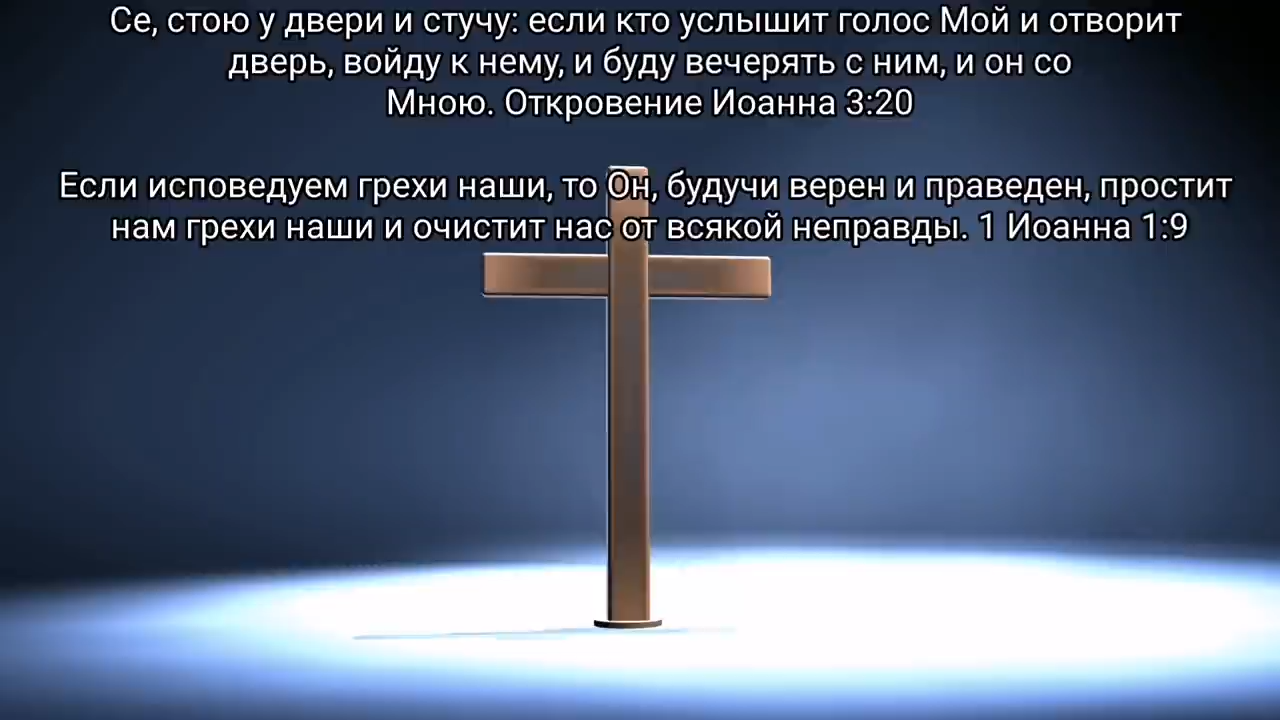 Се, стою у двери и стучу: если кто услышит голос Мой и отворит
дверь, войду к нему, и буду вечерять с ним, и он со
Мною. Откровение Иоанна 3:20
Если исповедуем грехи наши, то Он, будучи верен и праведен, простит
нам грехи наши и очистит нас от всякой неправды. 1 Иоанна 1:9